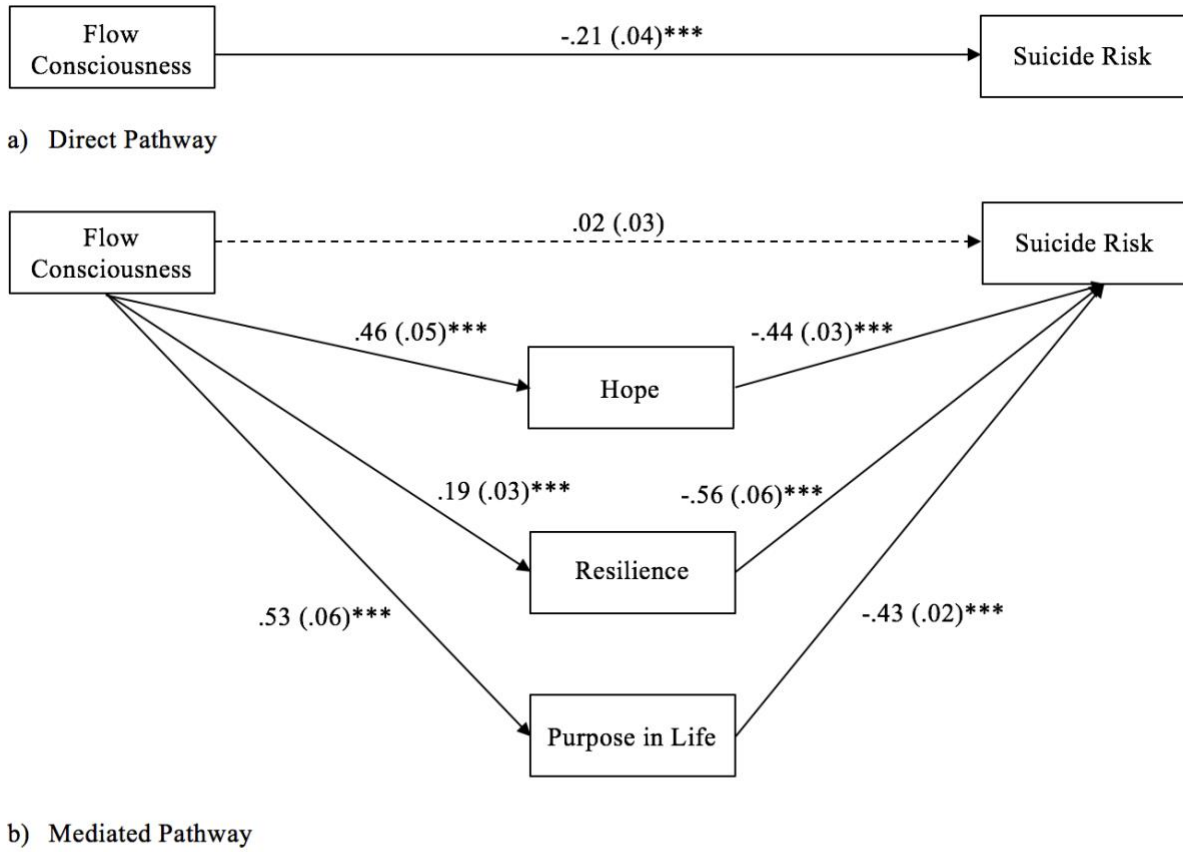 Flow
Consciousness
-.21 (.04)***
Suicide Risk
a) Direct Pathway
Flow
Consciousness
.02 (.03)
Suicide Risk
.46 (.05)***
-.44 (.03)***
Hope
.19 (.03)***
-.56 (.06)***
Resilience
.53 (.06)***
-.43 (.02)***
Purpose in Life
b) Mediated Pathway